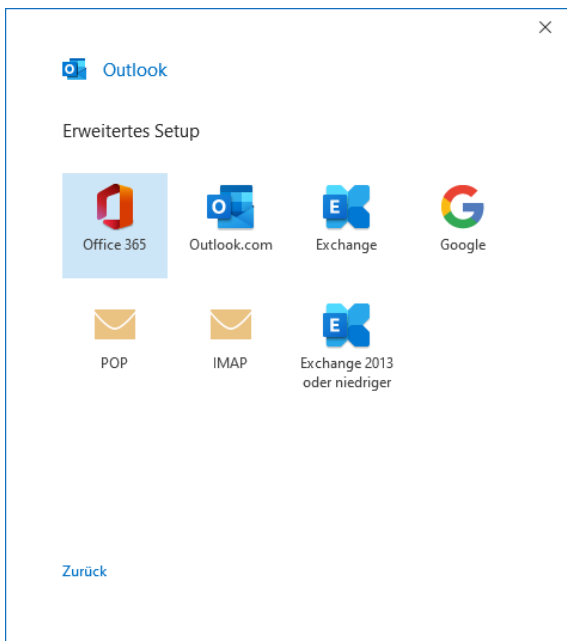 Outlook
Erweitertes Setup
Office 365
Outlook.com
Exchange
Google
POP
IMAP
Exchange 2013
oder niedriger
Zurück